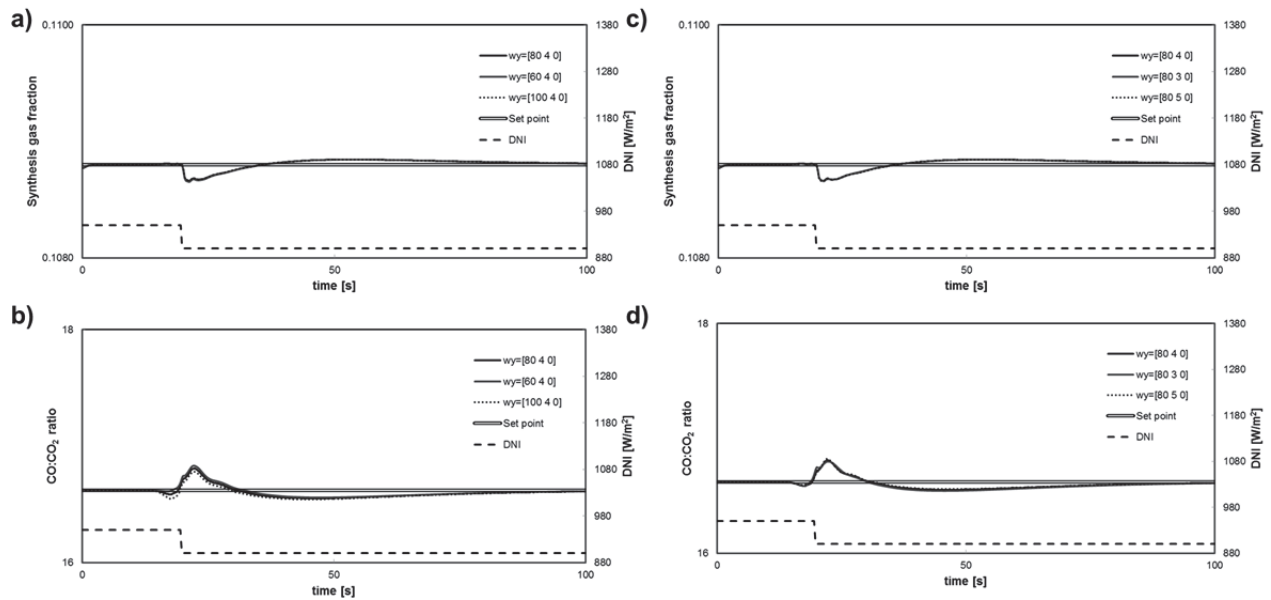 a)
0.1100
1380
1280
1180
1080
980
880
Synthesis gas fraction
DNI [W/m²]
wy=[80 4 0]
wy=[60 4 0]
wy=[100 4 0]
Set point
DNI
0.1080
0
50
100
time [s]
c)
0.1100
1380
1280
1180
1080
980
880
Synthesis gas fraction
DNI [W/m²]
wy=[80 4 0]
wy=[80 3 0]
wy=[80 5 0]
Set point
DNI
0.1080
0
50
100
time [s]
b)
18
1380
1280
1180
1080
980
880
CO:CO₂ ratio
DNI [W/m²]
wy=[80 4 0]
wy=[60 4 0]
wy=[100 4 0]
Set point
DNI
16
0
50
100
time [s]
d)
18
1380
1280
1180
1080
980
880
CO:CO₂ ratio
DNI [W/m²]
wy=[80 4 0]
wy=[80 3 0]
wy=[80 5 0]
Set point
DNI
16
0
50
100
time [s]